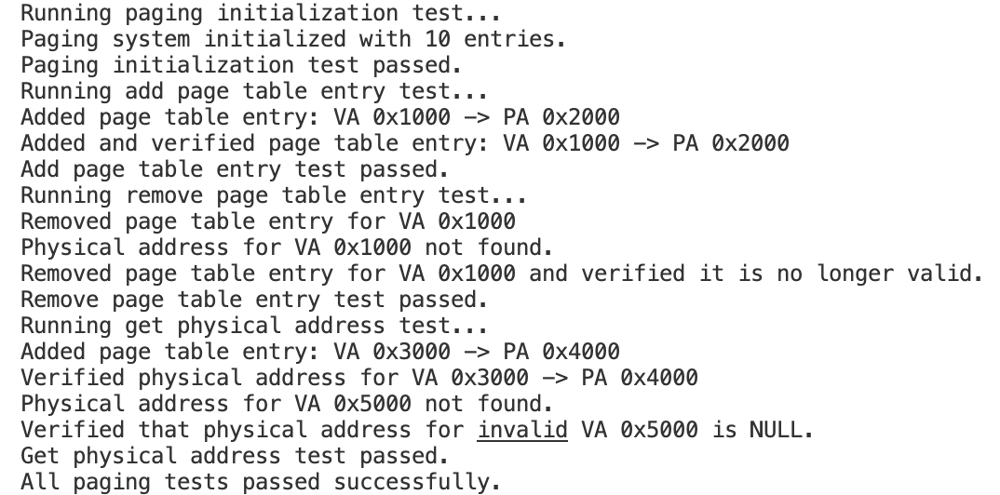 Running paging initialization test...
Paging system initialized with 10 entries.
Paging initialization test passed.
Running add page table entry test...
Added page table entry: VA 0x1000 -> PA 0x2000
Added and verified page table entry: VA 0x1000 -> PA 0x2000
Add page table entry test passed.
Running remove page table entry test...
Removed page table entry for VA 0x1000
Physical address for VA 0x1000 not found.
Removed page table entry for VA 0x1000 and verified it is no longer valid.
Remove page table entry test passed.
Running get physical address test...
Added page table entry: VA 0x3000 -> PA 0x4000
Verified physical address for VA 0x3000 -> PA 0x4000
Physical address for VA 0x5000 not found.
Verified that physical address for invalid VA 0x5000 is NULL.
Get physical address test passed.
All paging tests passed successfully.